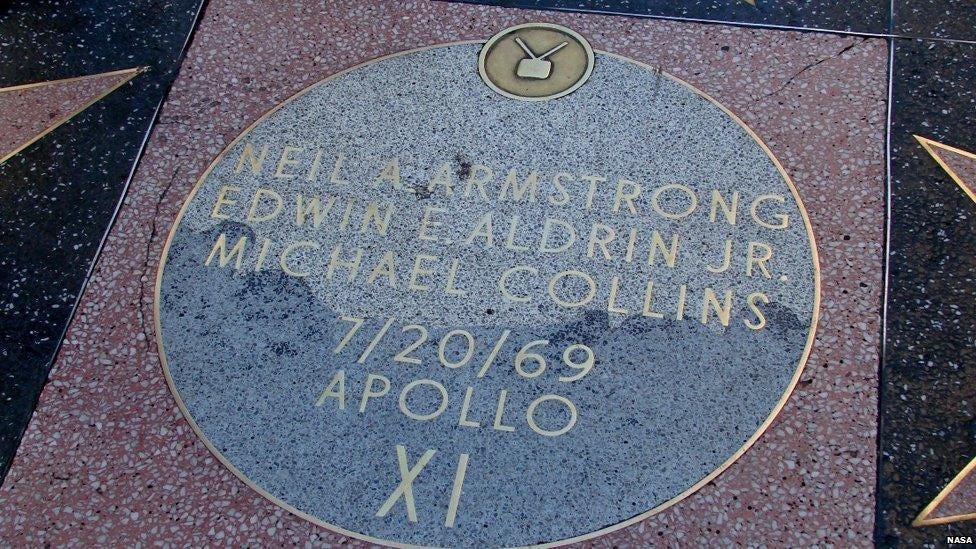 NEIL A. ARMSTRONG
EDWIN E. ALDRIN JR.
MICHAEL COLLINS
7/20/69
APOLLO
XI
NASA